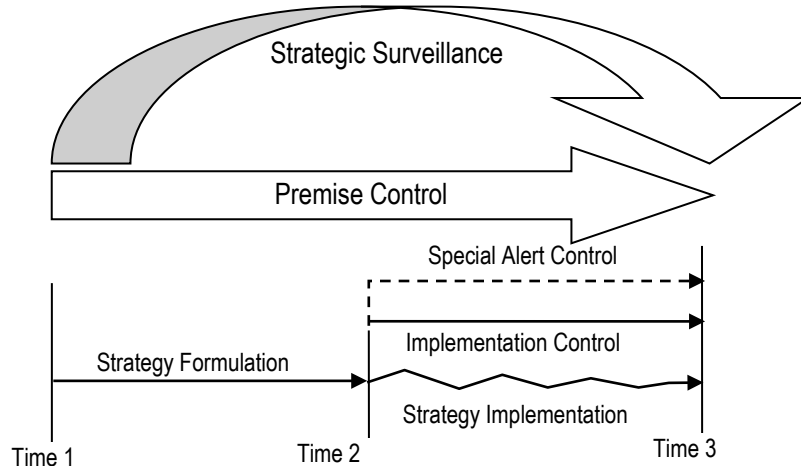 Strategic Surveillance
Premise Control
Special Alert Control
Strategy Formulation
Implementation Control
Strategy Implementation
Time 1
Time 2
Time 3